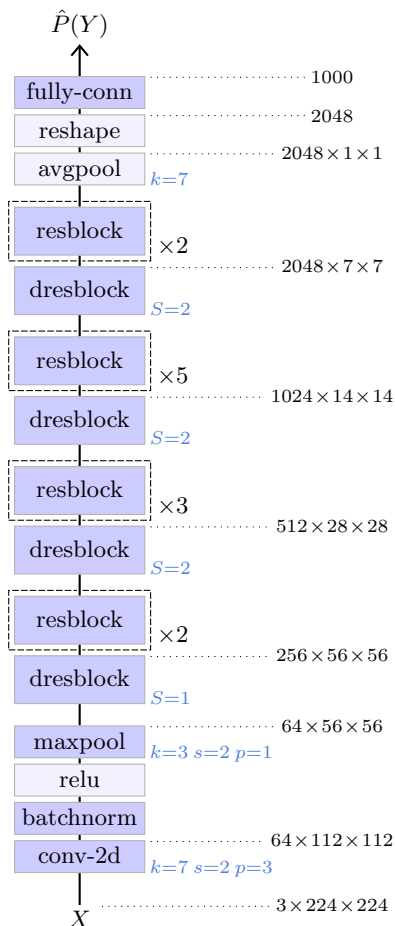 P̂(Y)
fully-conn 1000
reshape 2048
avgpool 2048×1×1
k=7
resblock ×2
dresblock 2048×7×7
S=2
resblock ×5
dresblock 1024×14×14
S=2
resblock ×3
dresblock 512×28×28
S=2
resblock ×2
dresblock 256×56×56
S=1
maxpool 64×56×56
k=3 s=2 p=1
relu
batchnorm
conv-2d 64×112×112
k=7 s=2 p=3
X 3×224×224